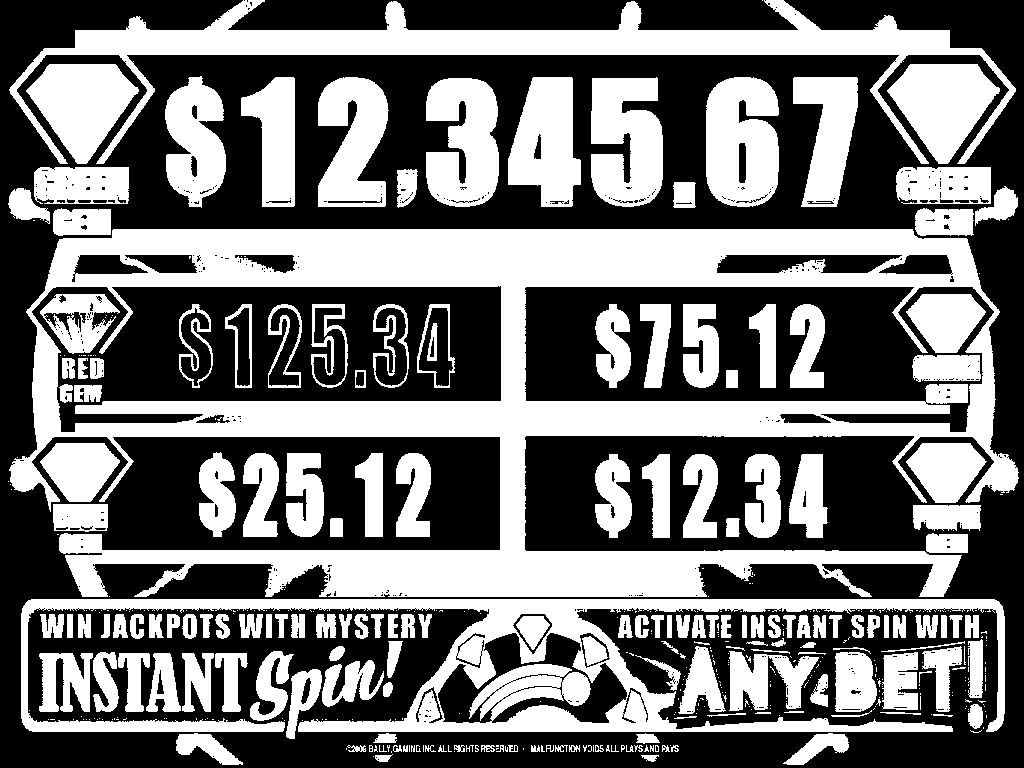 $12,345.67
GREEN
GEM
GREEN
GEM
$125.34
RED
GEM
$75.12
GEM
$25.12
BLUE
GEM
$12.34
PURPLE
GEM
WIN JACKPOTS WITH MYSTERY
INSTANT Spin!
ACTIVATE INSTANT SPIN WITH
ANY BET!
©2006 BALLY GAMING INC. ALL RIGHTS RESERVED · MALFUNCTION VOIDS ALL PLAYS AND PAYS